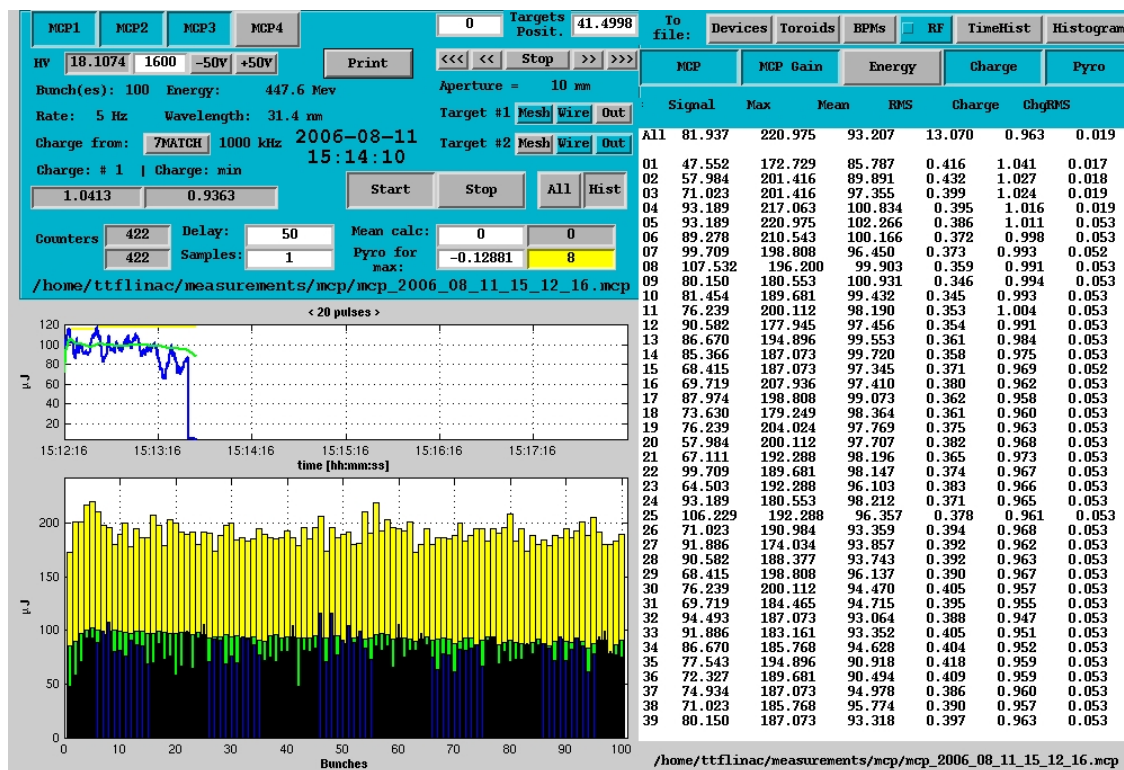 MCP1 MCP2 MCP3 MCP4
0 Targets Posit. 41.4998
HV 18.1074 1600 -50V +50V Print <<< << Stop >> >>>
Bunch(es): 100 Energy: 447.6 Mev Aperture = 10 mm
Rate: 5 Hz Wavelength: 31.4 nm Target #1 Mesh Wire Out
Charge from: 7MATCH 1000 kHz 2006-08-11 Target #2 Mesh Wire Out
15:14:10
Charge: # 1 | Charge: min
1.0413 0.9363 Start Stop All Hist
Counters 422 Delay: 50 Mean calc: 0 0
422 Samples: 1 Pyro for max: -0.12881 8
/home/ttflinac/measurements/mcp/mcp_2006_08_11_15_12_16.mcp
< 20 pulses >
120
100
80
60
40
20
µJ
15:12:16 15:13:16 15:14:16 15:15:16 15:16:16 15:17:16
time [hh:mm:ss]
200
150
100
50
0
µJ
0 10 20 30 40 50 60 70 80 90 100
Bunches
To file: Devices Toroids BPMs RF TimeHist Histogram
MCP MCP Gain Energy Charge Pyro
: Signal Max Mean RMS Charge ChgRMS
All 81.937 220.975 93.207 13.070 0.963 0.019
01 47.552 172.729 85.787 0.416 1.041 0.017
02 57.984 201.416 89.891 0.432 1.027 0.018
03 71.023 201.416 97.355 0.399 1.024 0.019
04 93.189 217.063 100.834 0.395 1.016 0.019
05 93.189 220.975 102.266 0.386 1.011 0.053
06 89.278 210.543 100.166 0.372 0.998 0.053
07 99.709 198.808 96.450 0.373 0.993 0.052
08 107.532 196.200 99.903 0.359 0.991 0.053
09 80.150 180.553 100.931 0.346 0.994 0.053
10 81.454 189.681 99.432 0.345 0.993 0.053
11 76.239 200.112 98.190 0.353 1.004 0.053
12 90.582 177.945 97.456 0.354 0.991 0.053
13 86.670 194.896 99.553 0.361 0.984 0.053
14 85.366 187.073 99.720 0.358 0.975 0.053
15 68.415 187.073 97.345 0.371 0.969 0.052
16 69.719 207.936 97.410 0.380 0.962 0.053
17 87.974 198.808 99.073 0.362 0.958 0.053
18 73.630 179.249 98.364 0.361 0.960 0.053
19 76.239 204.024 97.769 0.375 0.963 0.053
20 57.984 200.112 97.707 0.382 0.968 0.053
21 67.111 192.288 98.196 0.365 0.973 0.053
22 99.709 189.681 98.147 0.374 0.967 0.053
23 64.503 192.288 96.103 0.383 0.966 0.053
24 93.189 180.553 98.212 0.371 0.965 0.053
25 106.229 192.288 96.357 0.378 0.961 0.053
26 71.023 190.984 93.359 0.394 0.968 0.053
27 91.886 174.034 93.857 0.392 0.962 0.053
28 90.582 188.377 93.743 0.392 0.963 0.053
29 68.415 198.808 96.137 0.390 0.967 0.053
30 76.239 200.112 94.470 0.405 0.957 0.053
31 69.719 184.465 94.715 0.395 0.955 0.053
32 94.493 187.073 93.064 0.388 0.947 0.053
33 91.886 183.161 93.352 0.405 0.951 0.053
34 86.670 185.768 94.628 0.404 0.952 0.053
35 77.543 194.896 90.918 0.418 0.959 0.053
36 72.327 189.681 90.494 0.409 0.959 0.053
37 74.934 187.073 94.978 0.386 0.960 0.053
38 71.023 185.768 95.774 0.390 0.957 0.053
39 80.150 187.073 93.318 0.397 0.963 0.053
/home/ttflinac/measurements/mcp/mcp_2006_08_11_15_12_16.mcp